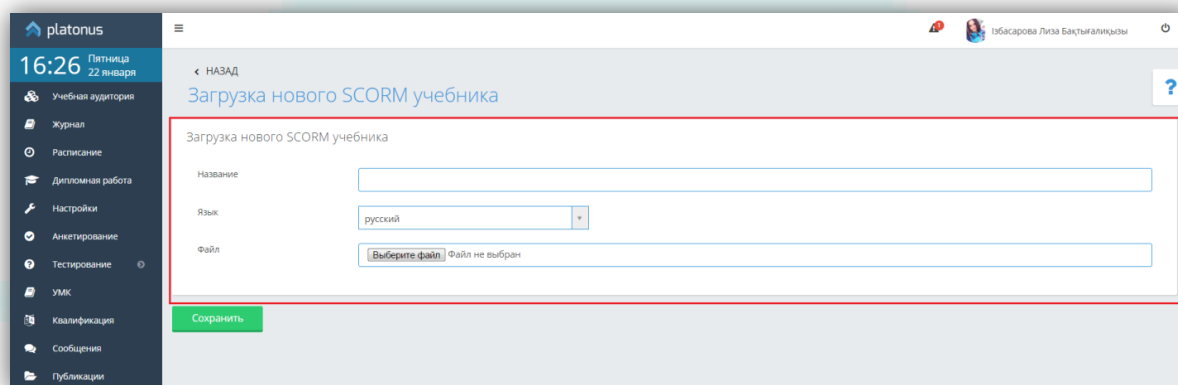 platonus
1
Ізбасарова Лиза Бақтығалиқызы
16:26 Пятница
22 января
Учебная аудитория
Журнал
Расписание
Дипломная работа
Настройки
Анкетирование
Тестирование
УМК
Квалификация
Сообщения
Публикации
НАЗАД
Загрузка нового SCORM учебника
?
Загрузка нового SCORM учебника
Название
Язык
русский
Файл
Выберите файл Файл не выбран
Сохранить